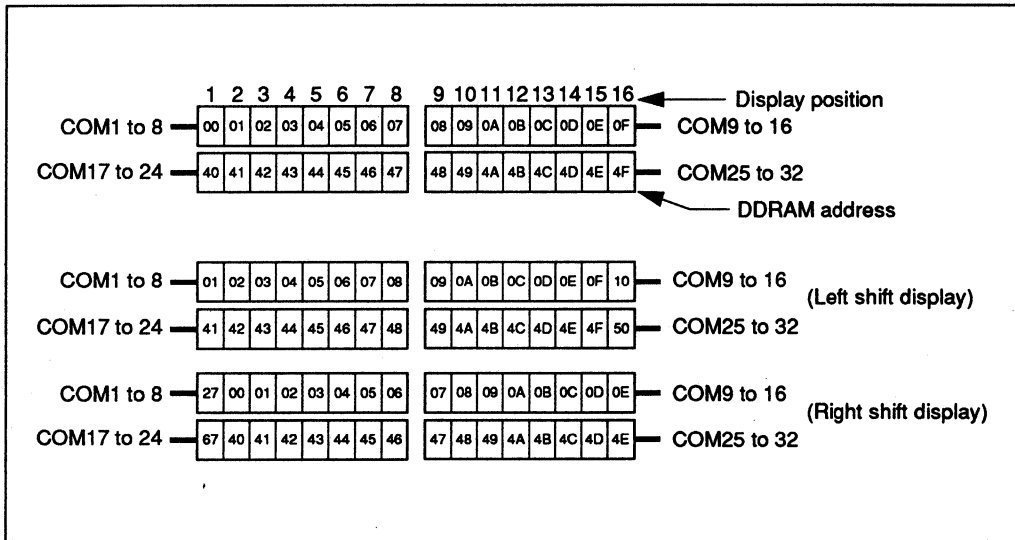 1 2 3 4 5 6 7 8 9 10 11 12 13 14 15 16 Display position
COM1 to 8 00 01 02 03 04 05 06 07 08 09 0A 0B 0C 0D 0E 0F COM9 to 16
COM17 to 24 40 41 42 43 44 45 46 47 48 49 4A 4B 4C 4D 4E 4F COM25 to 32
DDRAM address
COM1 to 8 01 02 03 04 05 06 07 08 09 0A 0B 0C 0D 0E 0F 10 COM9 to 16
(Left shift display)
COM17 to 24 41 42 43 44 45 46 47 48 49 4A 4B 4C 4D 4E 4F 50 COM25 to 32
COM1 to 8 27 00 01 02 03 04 05 06 07 08 09 0A 0B 0C 0D 0E COM9 to 16
(Right shift display)
COM17 to 24 67 40 41 42 43 44 45 46 47 48 49 4A 4B 4C 4D 4E COM25 to 32